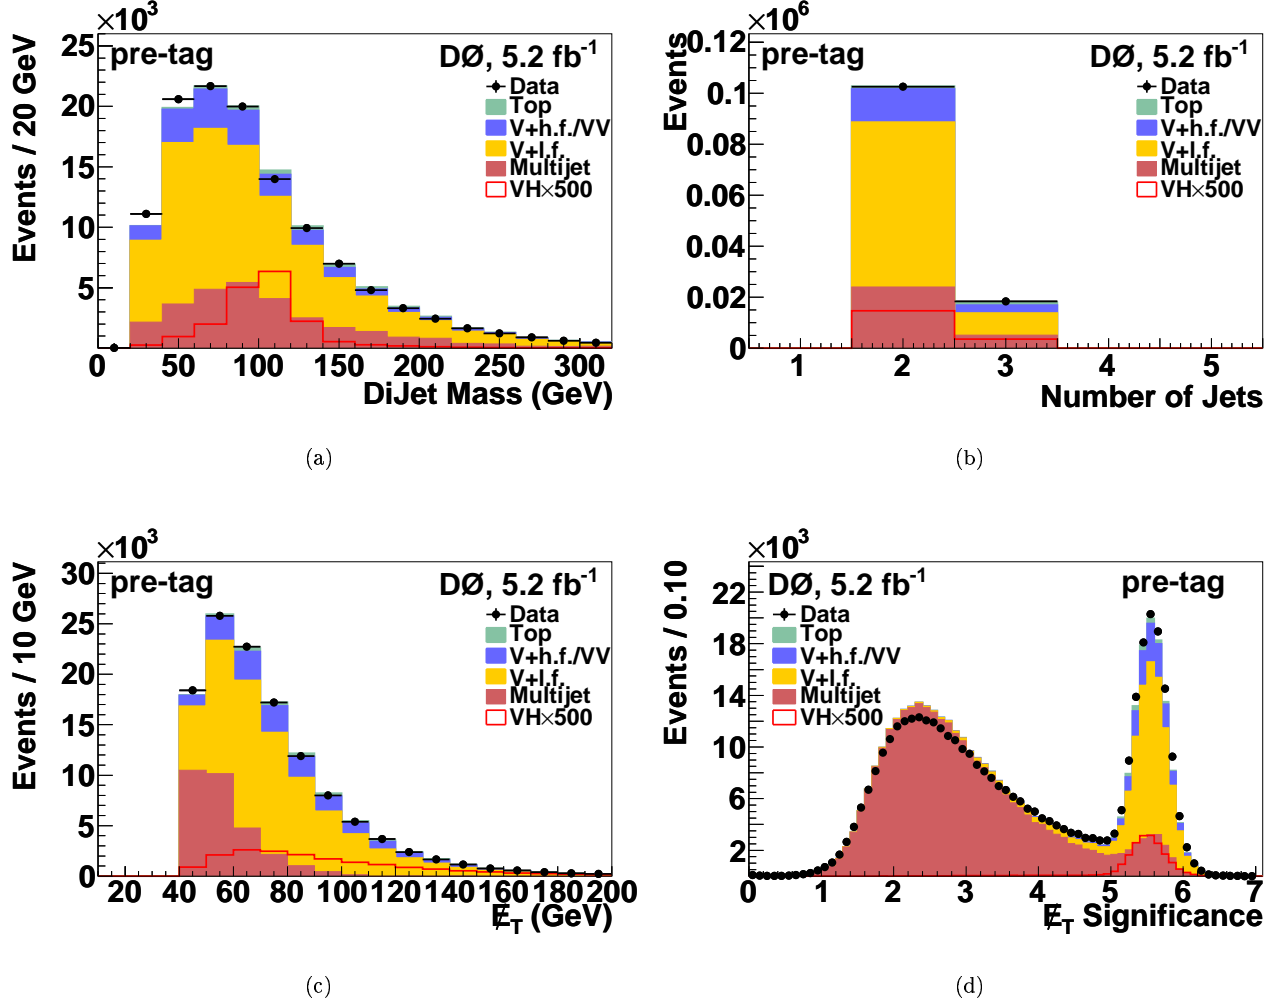 ×10³
Events / 20 GeV
25
20
15
10
5
0
pre-tag
DØ, 5.2 fb⁻¹
Data
Top
V+h.f./VV
V+l.f.
Multijet
VH×500
0 50 100 150 200 250 300
DiJet Mass (GeV)
(a)
×10⁶
Events
0.12
0.1
0.08
0.06
0.04
0.02
0
pre-tag
DØ, 5.2 fb⁻¹
Data
Top
V+h.f./VV
V+l.f.
Multijet
VH×500
1 2 3 4 5
Number of Jets
(b)
×10³
Events / 10 GeV
30
25
20
15
10
5
0
pre-tag
DØ, 5.2 fb⁻¹
Data
Top
V+h.f./VV
V+l.f.
Multijet
VH×500
20 40 60 80 100 120 140 160 180 200
E̸_T (GeV)
(c)
×10³
Events / 0.10
22
18
14
10
6
2
DØ, 5.2 fb⁻¹
pre-tag
Data
Top
V+h.f./VV
V+l.f.
Multijet
VH×500
0 1 2 3 4 5 6 7
E̸_T Significance
(d)